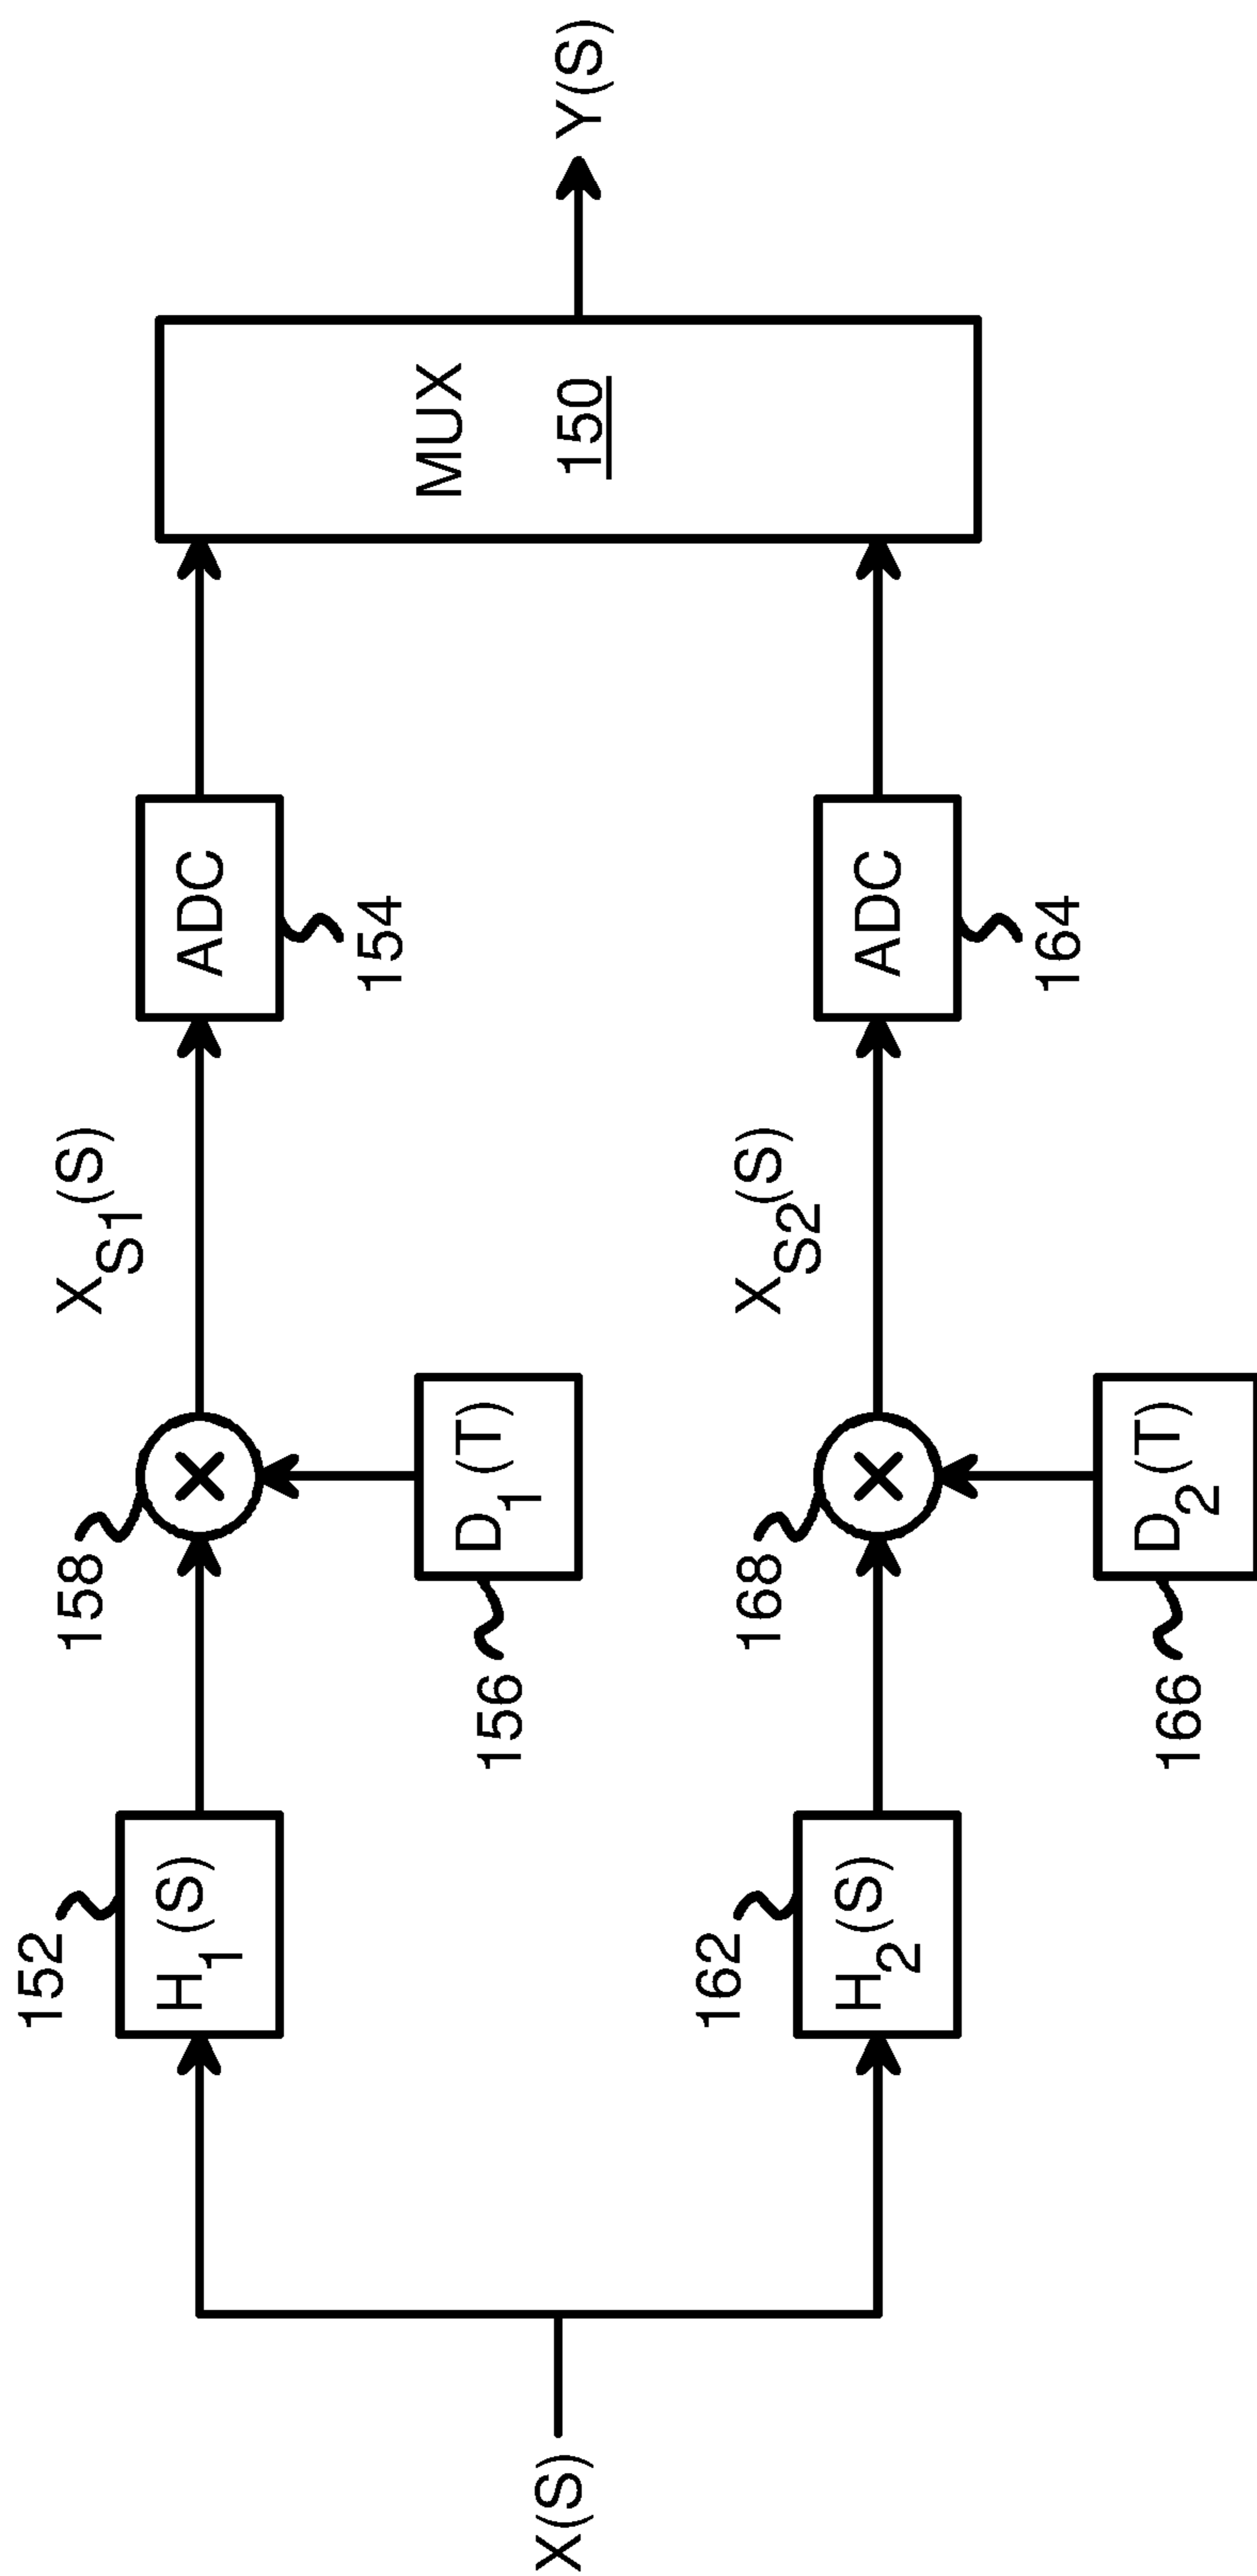 X(S)
152
H1(S)
158
D1(T)
156
XS1(S)
ADC
154
162
H2(S)
168
D2(T)
166
XS2(S)
ADC
164
MUX
150
Y(S)